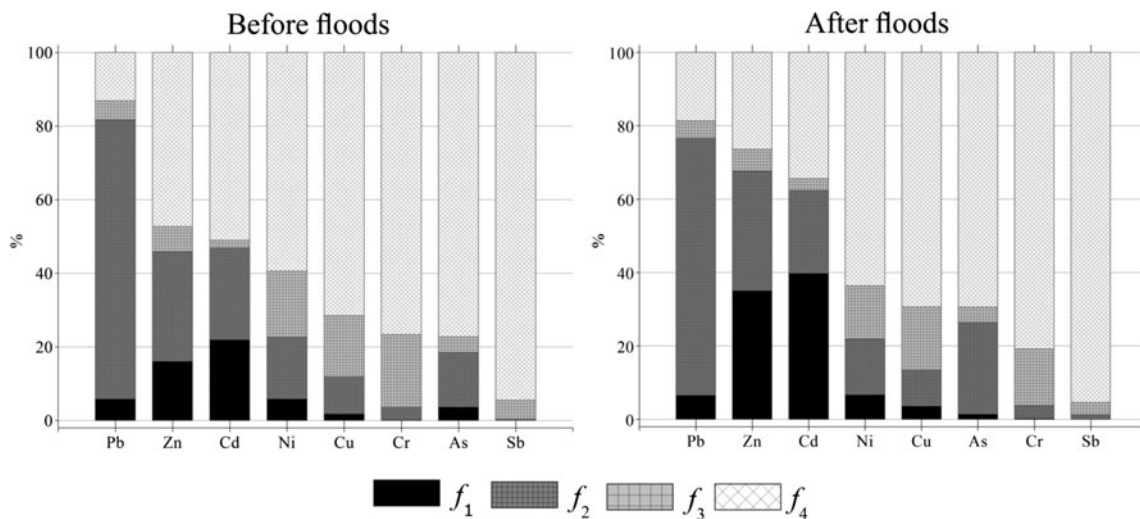 Before floods
100
80
60
40
20
0
%
Pb Zn Cd Ni Cu Cr As Sb
After floods
100
80
60
40
20
0
%
Pb Zn Cd Ni Cu As Cr Sb
f1 f2 f3 f4